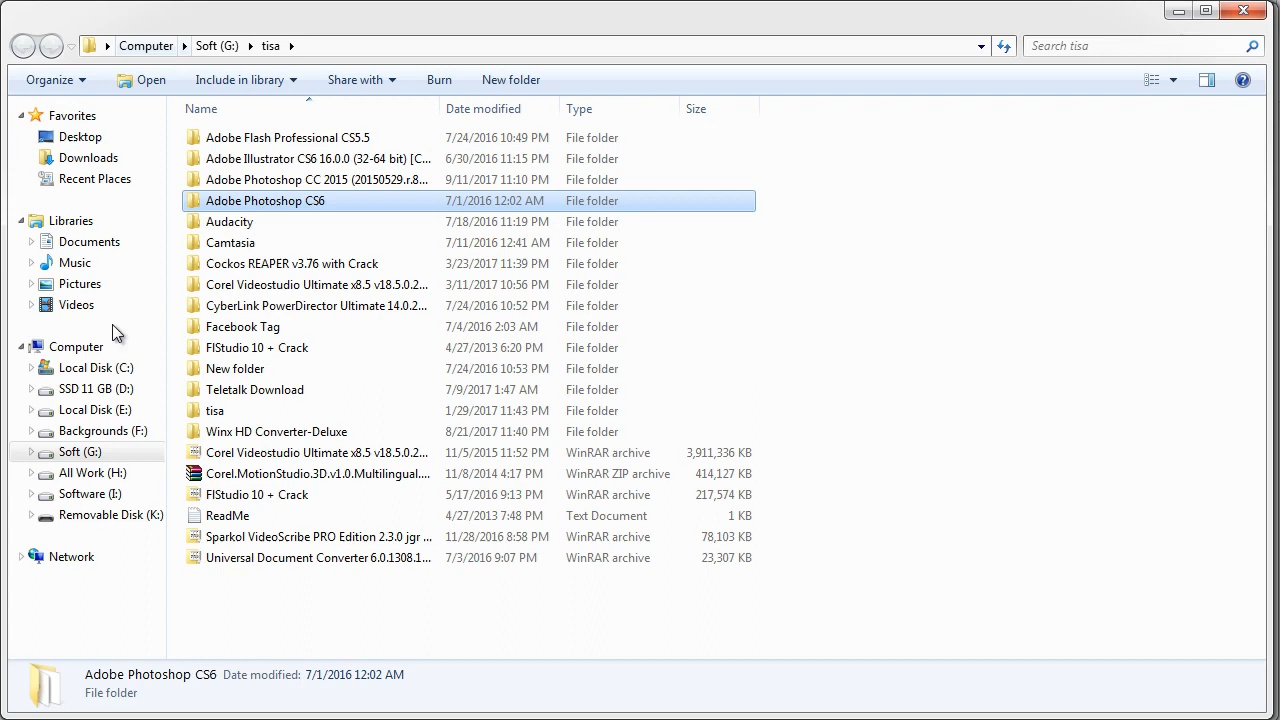 Computer Soft (G:) tisa
Search tisa
Organize Open Include in library Share with Burn New folder
Favorites
Desktop
Downloads
Recent Places
Libraries
Documents
Music
Pictures
Videos
Computer
Local Disk (C:)
SSD 11 GB (D:)
Local Disk (E:)
Backgrounds (F:)
Soft (G:)
All Work (H:)
Software (I:)
Removable Disk (K:)
Network
Name Date modified Type Size
Adobe Flash Professional CS5.5 7/24/2016 10:49 PM File folder
Adobe Illustrator CS6 16.0.0 (32-64 bit) [C... 6/30/2016 11:15 PM File folder
Adobe Photoshop CC 2015 (20150529.r.8... 9/11/2017 11:10 PM File folder
Adobe Photoshop CS6 7/1/2016 12:02 AM File folder
Audacity 7/18/2016 11:19 PM File folder
Camtasia 7/11/2016 12:41 AM File folder
Cockos REAPER v3.76 with Crack 3/23/2017 11:39 PM File folder
Corel Videostudio Ultimate x8.5 v18.5.0.2... 3/11/2017 10:56 PM File folder
CyberLink PowerDirector Ultimate 14.0.2... 7/24/2016 10:52 PM File folder
Facebook Tag 7/4/2016 2:03 AM File folder
FlStudio 10 + Crack 4/27/2013 6:20 PM File folder
New folder 7/24/2016 10:53 PM File folder
Teletalk Download 7/9/2017 1:47 AM File folder
tisa 1/29/2017 11:43 PM File folder
Winx HD Converter-Deluxe 8/21/2017 11:40 PM File folder
Corel Videostudio Ultimate x8.5 v18.5.0.2... 11/5/2015 11:52 PM WinRAR archive 3,911,336 KB
Corel.MotionStudio.3D.v1.0.Multilingual.... 11/8/2014 4:17 PM WinRAR ZIP archive 414,127 KB
FlStudio 10 + Crack 5/17/2016 9:13 PM WinRAR archive 217,574 KB
ReadMe 4/27/2013 7:48 PM Text Document 1 KB
Sparkol VideoScribe PRO Edition 2.3.0 jgr ... 11/28/2016 8:58 PM WinRAR archive 78,103 KB
Universal Document Converter 6.0.1308.1... 7/3/2016 9:07 PM WinRAR archive 23,307 KB
Adobe Photoshop CS6 Date modified: 7/1/2016 12:02 AM
File folder